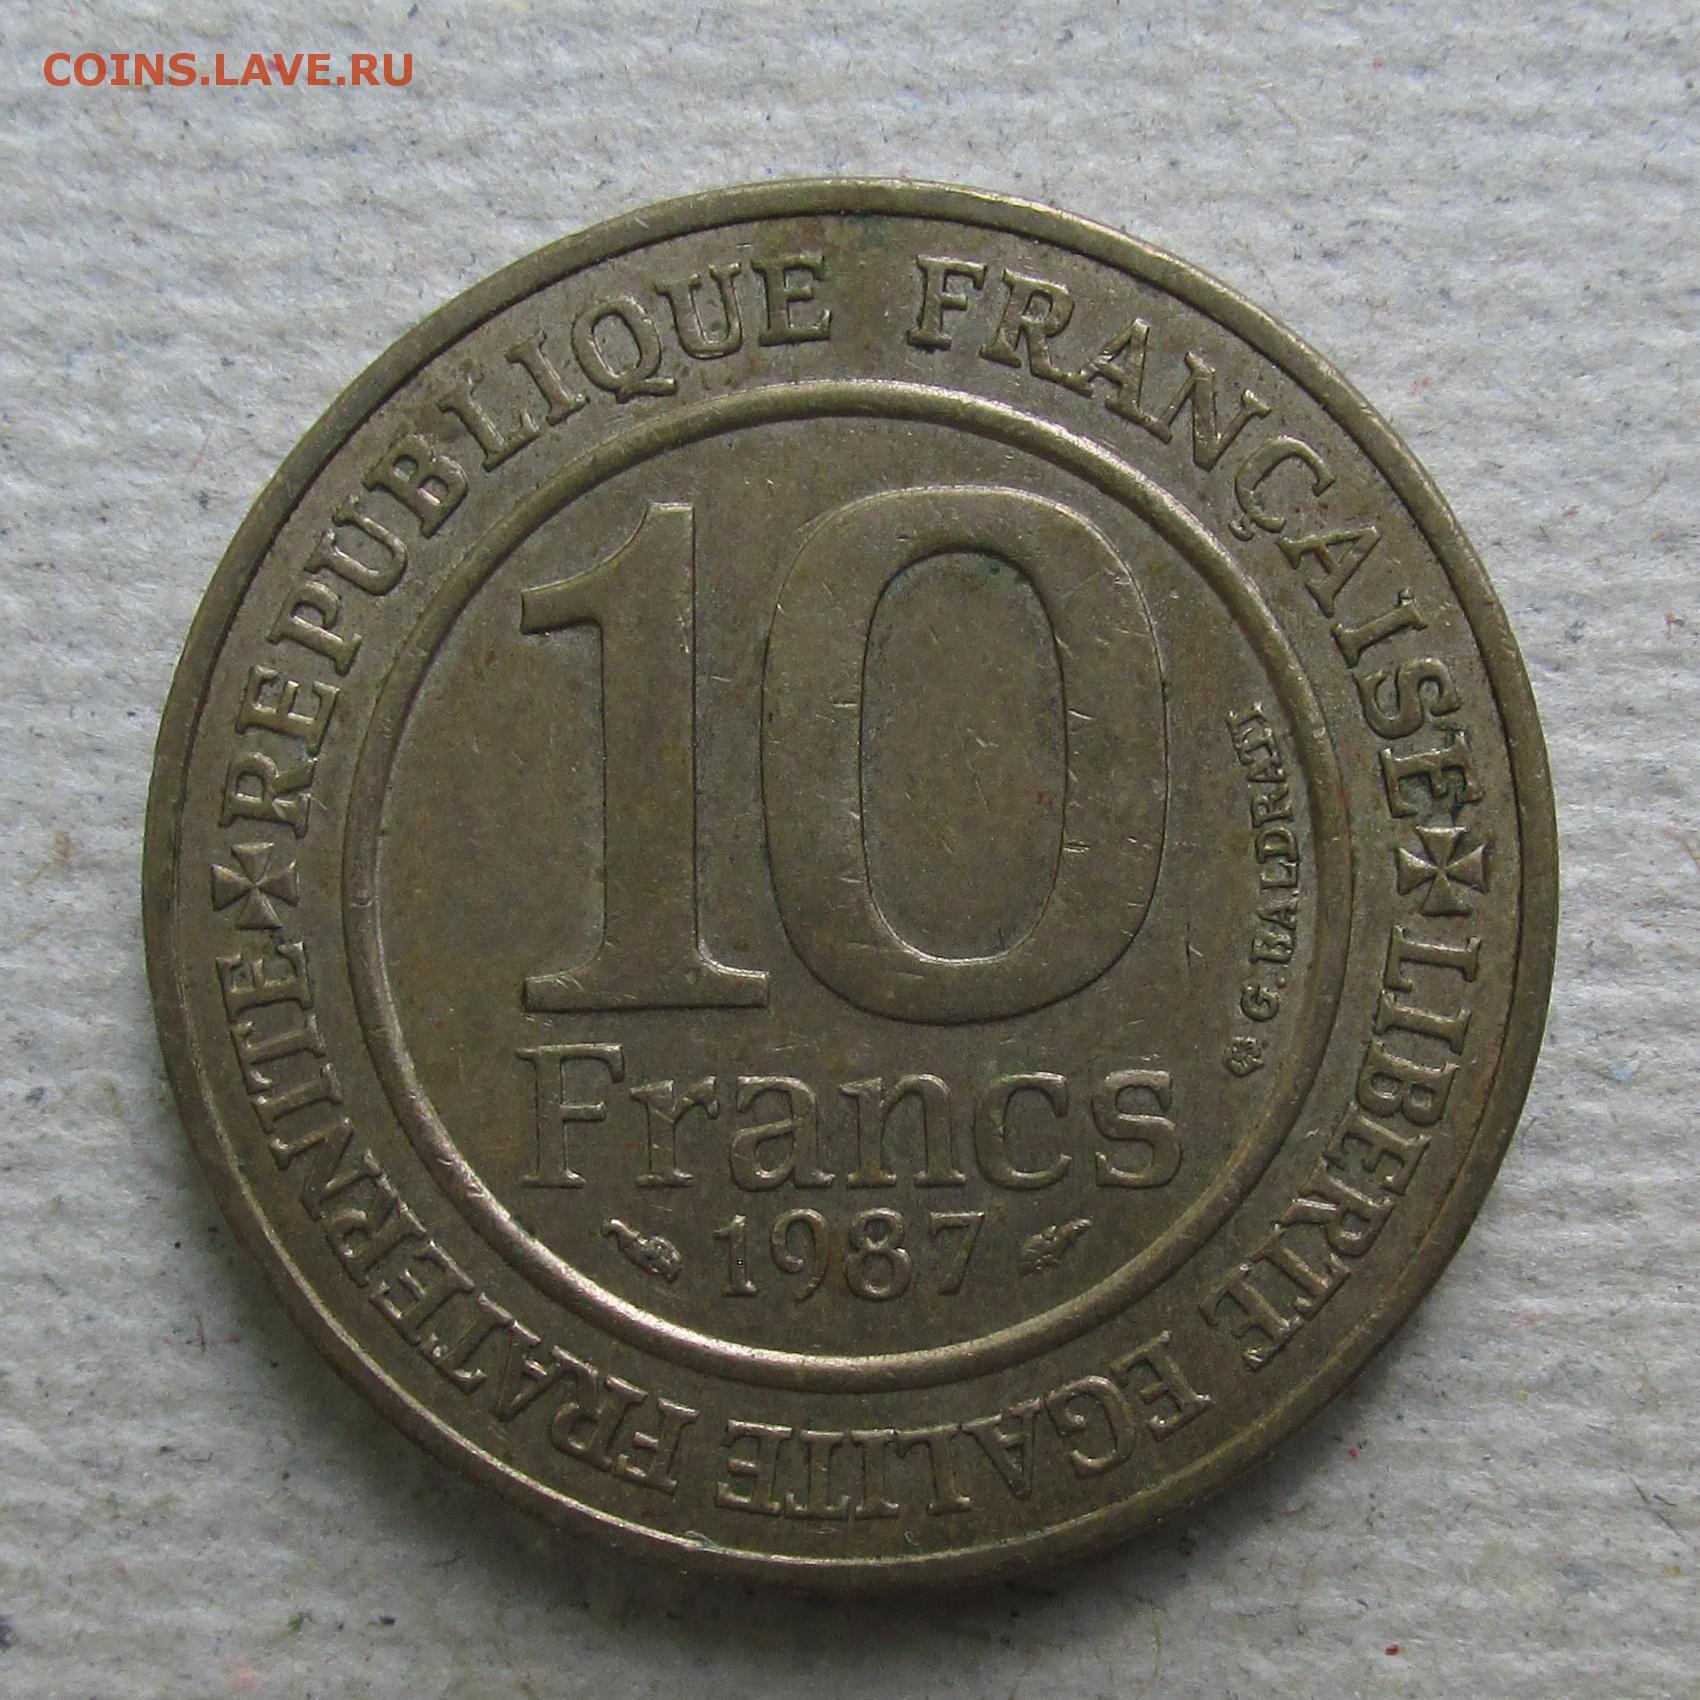 COINS.LAVE.RU
REPUBLIQUE FRANÇAISE
LIBERTE EGALITE FRATERNITE
10
Francs
1987
G. BALDRATI